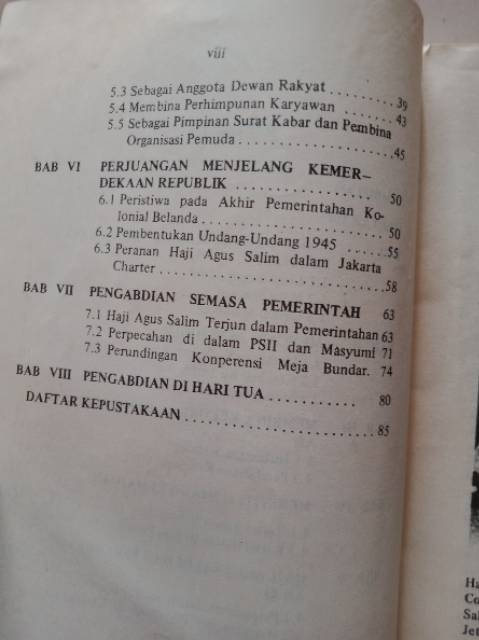 viii
5.3 Sebagai Anggota Dewan Rakyat ......... 39
5.4 Membina Perhimpunan Karyawan ....... 43
5.5 Sebagai Pimpinan Surat Kabar dan Pembina
Organisasi Pemuda .................... 45
BAB VI PERJUANGAN MENJELANG KEMER-
DEKAAN REPUBLIK ................. 50
6.1 Peristiwa pada Akhir Pemerintahan Ko-
lonial Belanda ....................... 50
6.2 Pembentukan Undang-Undang 1945 ...... 55
6.3 Peranan Haji Agus Salim dalam Jakarta
Charter ............................ 58
BAB VII PENGABDIAN SEMASA PEMERINTAH 63
7.1 Haji Agus Salim Terjun dalam Pemerintahan 63
7.2 Perpecahan di dalam PSII dan Masyumi 71
7.3 Perundingan Konperensi Meja Bundar. 74
BAB VIII PENGABDIAN DI HARI TUA ........... 80
DAFTAR KEPUSTAKAAN ....................... 85
Ha
Co
Sal
Jet